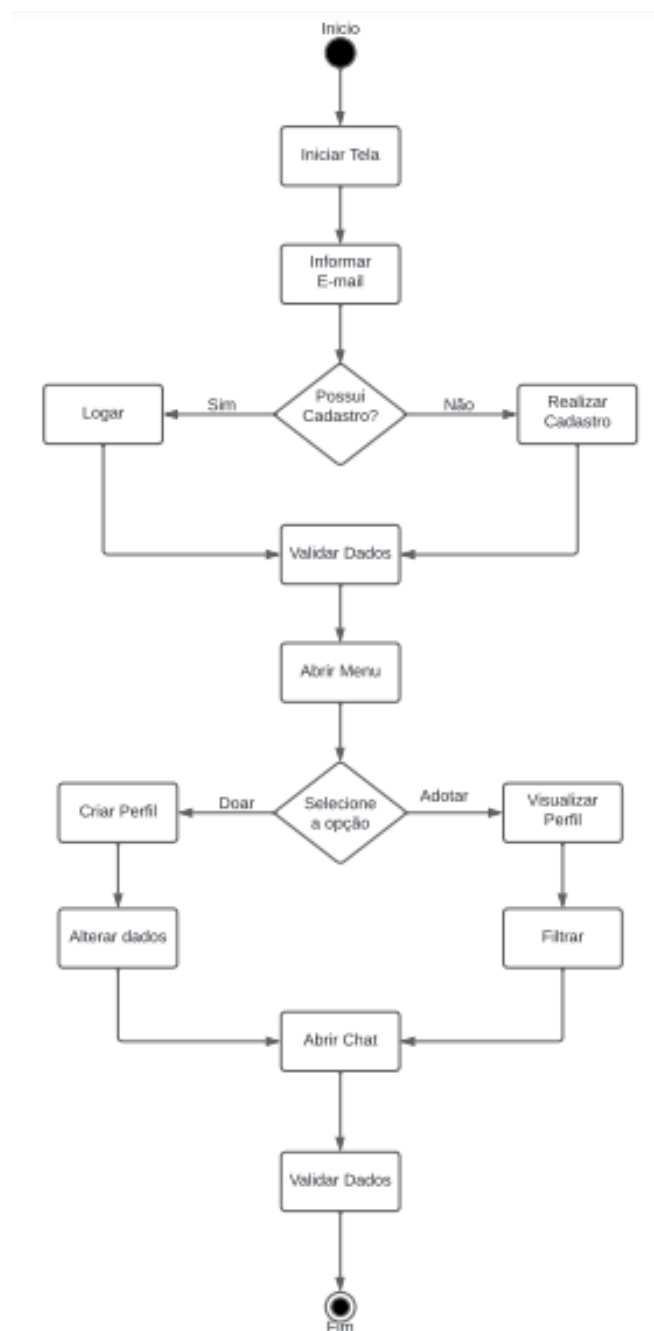 Inicio
Iniciar Tela
Informar
E-mail
Possui
Cadastro?
Sim
Não
Logar
Realizar
Cadastro
Validar Dados
Abrir Menu
Selecione
a opção
Doar
Adotar
Criar Perfil
Visualizar
Perfil
Alterar dados
Filtrar
Abrir Chat
Validar Dados
Fim